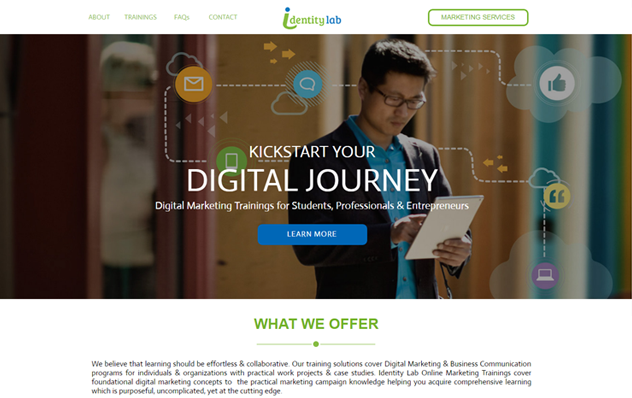 ABOUT TRAININGS FAQs CONTACT identity lab MARKETING SERVICES
KICKSTART YOUR
DIGITAL JOURNEY
Digital Marketing Trainings for Students, Professionals & Entrepreneurs
LEARN MORE
WHAT WE OFFER
We believe that learning should be effortless & collaborative. Our training solutions cover Digital Marketing & Business Communication
programs for individuals & organizations with practical work projects & case studies. Identity Lab Online Marketing Trainings cover
foundational digital marketing concepts to the practical marketing campaign knowledge helping you acquire comprehensive learning
which is purposeful, uncomplicated, yet at the cutting edge.